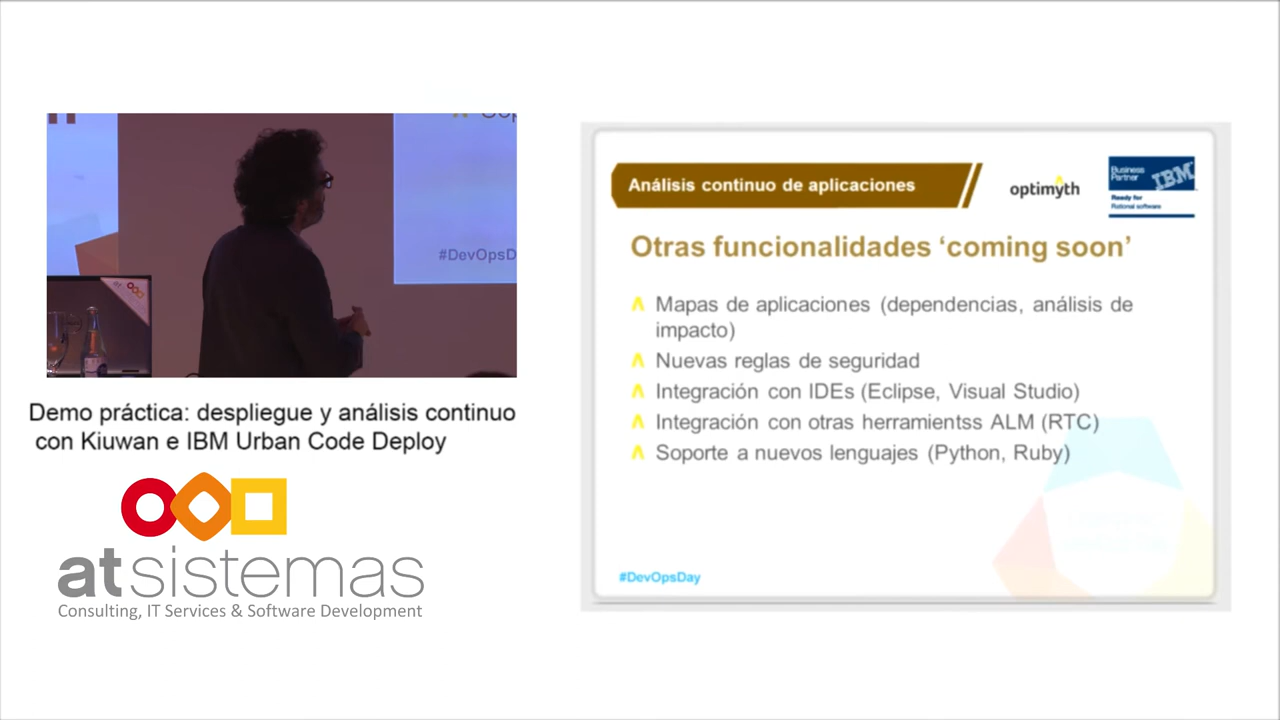 #DevOpsD
Demo práctica: despliegue y análisis continuo
con Kiuwan e IBM Urban Code Deploy
atsistemas
Consulting, IT Services & Software Development
Análisis continuo de aplicaciones
optimyth
Business
Partner
IBM
Ready for
Rational software
Otras funcionalidades ‘coming soon’
Mapas de aplicaciones (dependencias, análisis de
impacto)
Nuevas reglas de seguridad
Integración con IDEs (Eclipse, Visual Studio)
Integración con otras herramientss ALM (RTC)
Soporte a nuevos lenguajes (Python, Ruby)
#DevOpsDay